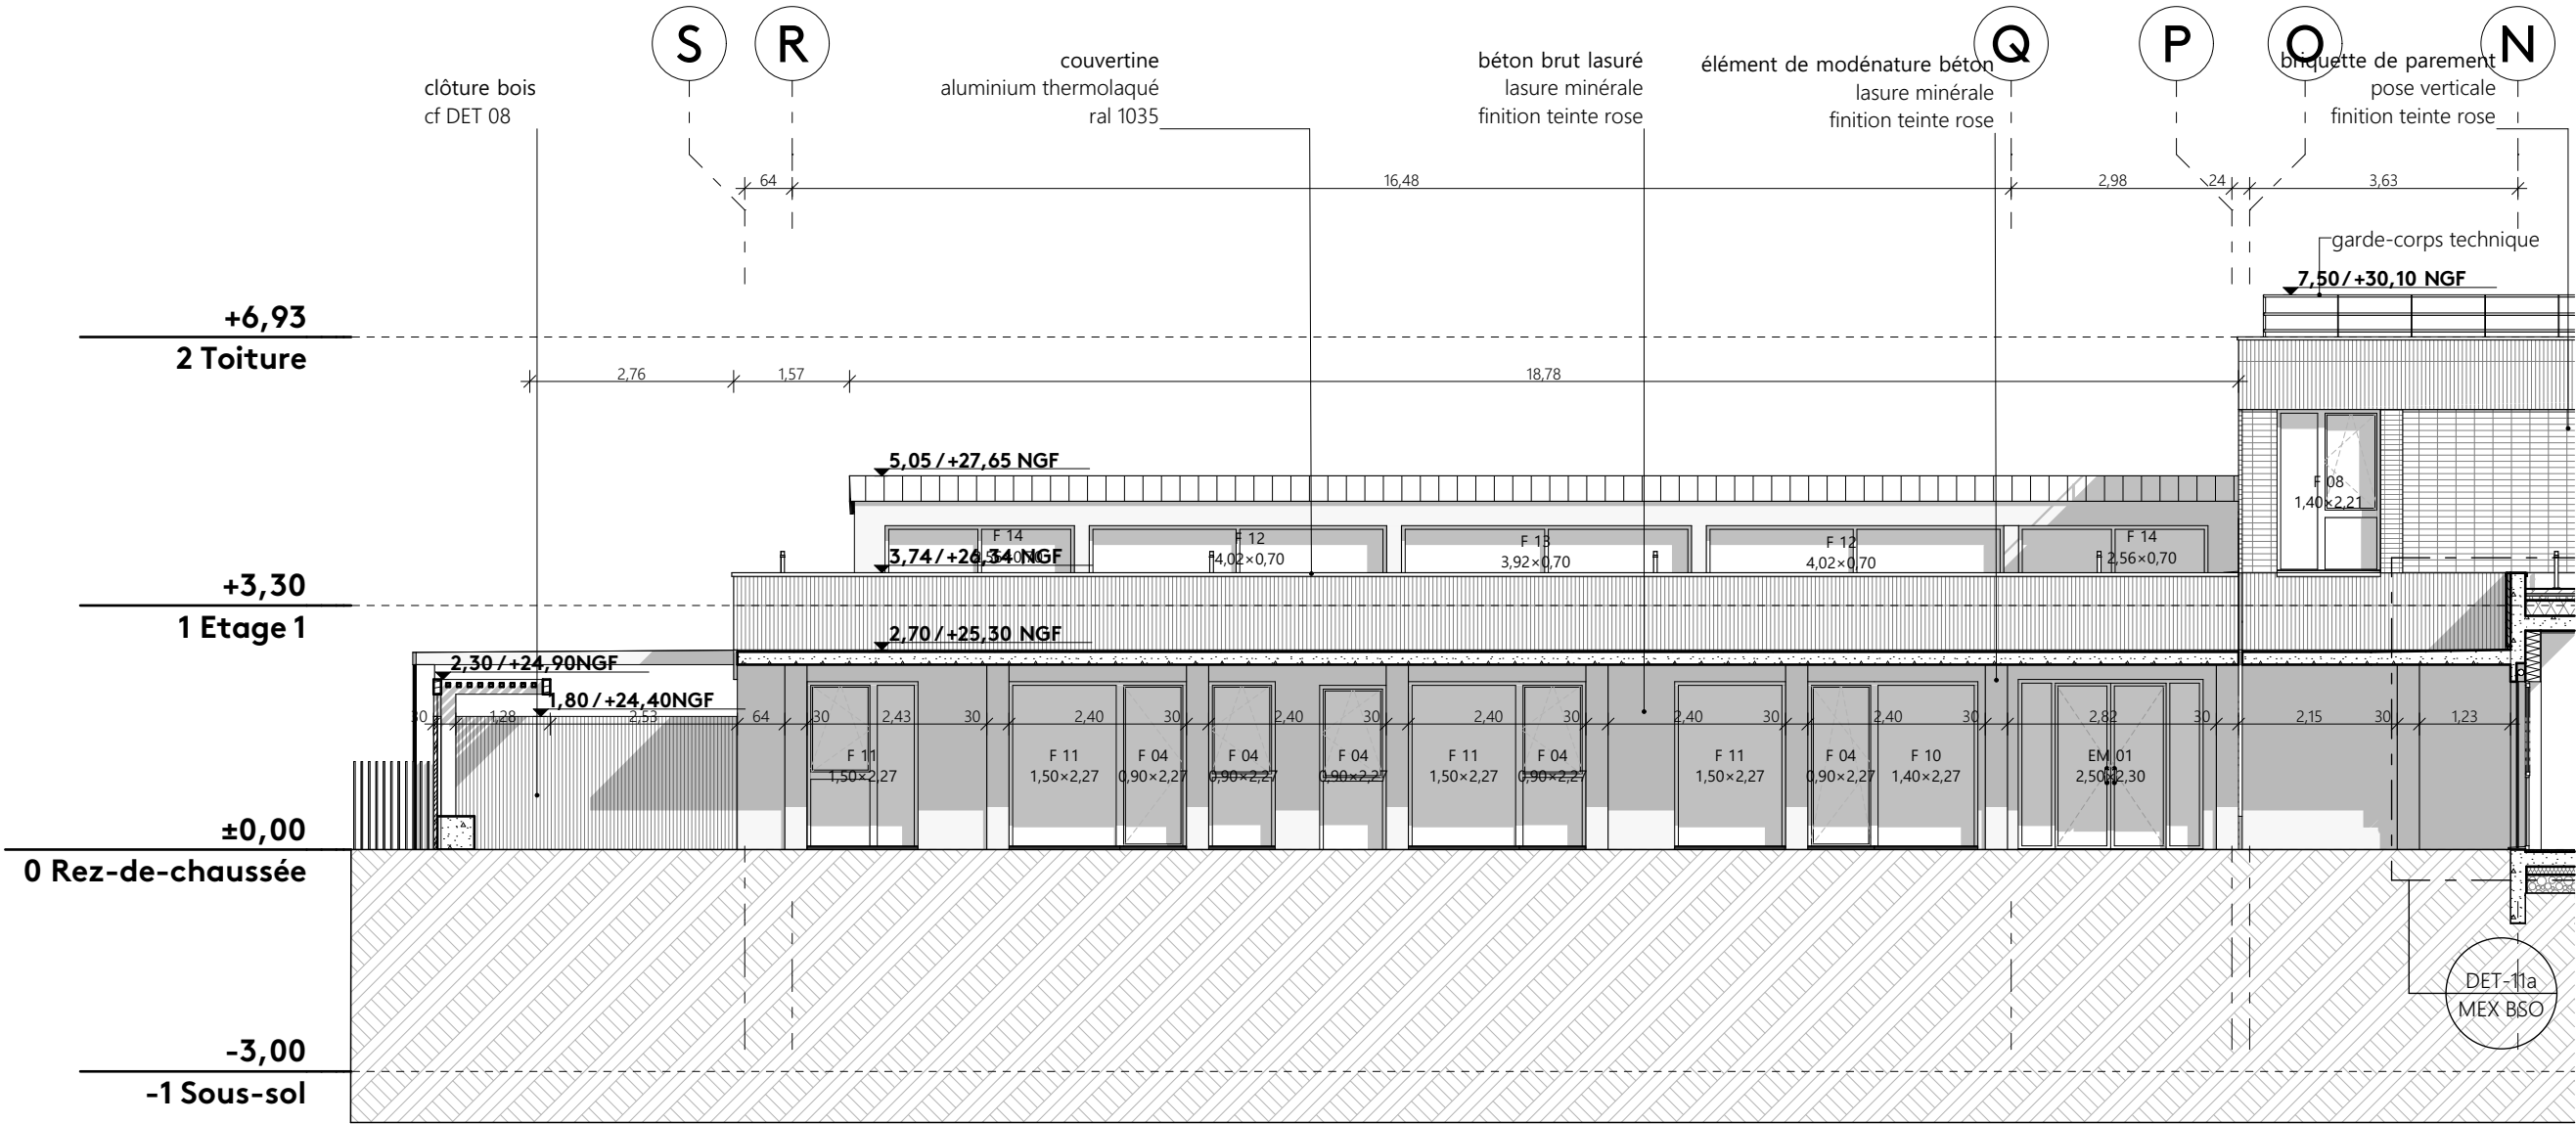 S
R
Q
P
O
N
clôture bois
cf DET 08
couvertine
aluminium thermolaqué
ral 1035
béton brut lasuré
lasure minérale
finition teinte rose
élément de modénature béton
lasure minérale
finition teinte rose
briquette de parement
pose verticale
finition teinte rose
64
16,48
2,98
24
3,63
garde-corps technique
7,50/+30,10 NGF
+6,93
2 Toiture
2,76
1,57
18,78
5,05/+27,65 NGF
F 08
1,40×2,21
F 14
F 12
4,02×0,70
F 13
3,92×0,70
F 12
4,02×0,70
F 14
2,56×0,70
3,74/+26,34 NGF
+3,30
1 Etage 1
2,70/+25,30 NGF
2,30/+24,90NGF
1,80/+24,40NGF
30
1,28
2,53
64
30
2,43
30
2,40
30
2,40
30
2,40
30
2,40
30
2,40
30
2,82
30
2,15
30
1,23
F 11
1,50×2,27
F 11
1,50×2,27
F 04
0,90×2,27
F 04
0,90×2,27
F 04
0,90×2,27
F 11
1,50×2,27
F 04
0,90×2,27
F 11
1,50×2,27
F 04
0,90×2,27
F 10
1,40×2,27
EM 01
2,50×2,30
±0,00
0 Rez-de-chaussée
DET-11a
MEX BSO
-3,00
-1 Sous-sol